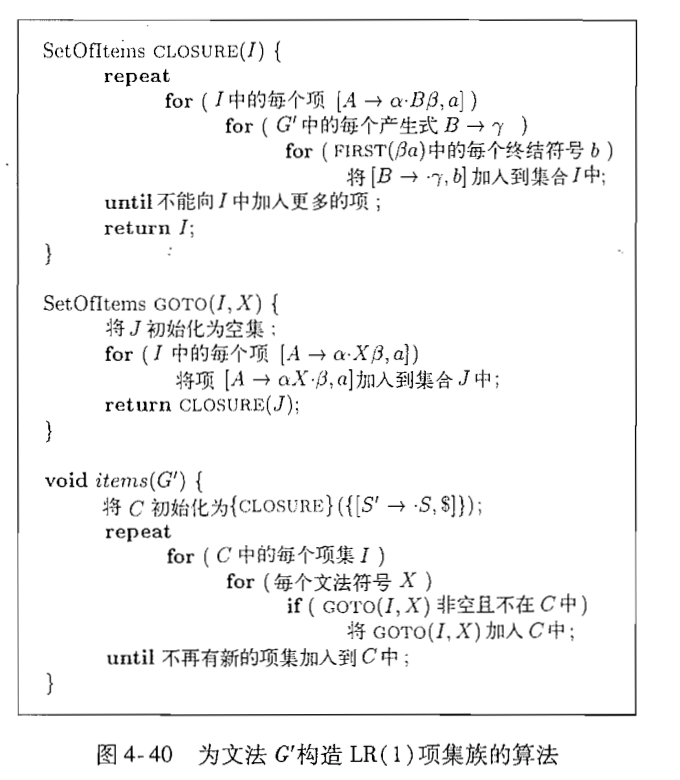 SetOfItems CLOSURE(I) {
repeat
for ( I中的每个项 [A → α·Bβ, a] )
for ( G′中的每个产生式 B → γ )
for ( FIRST(βa)中的每个终结符号 b )
将 [B → ·γ, b] 加入到集合 I中;
until 不能向 I 中加入更多的项 ;
return I;
}
SetOfItems GOTO(I, X) {
将 J 初始化为空集 ;
for ( I 中的每个项 [A → α·Xβ, a])
将项 [A → αX·β, a]加入到集合 J 中;
return CLOSURE(J);
}
void items(G′) {
将 C 初始化为{CLOSURE}({[S′ → ·S, $]});
repeat
for ( C 中的每个项集 I )
for ( 每个文法符号 X )
if ( GOTO(I, X) 非空且不在 C 中 )
将 GOTO(I, X) 加入 C 中 ;
until 不再有新的项集加入到 C 中 ;
}
图 4-40 为文法 G′构造 LR(1)项集族的算法